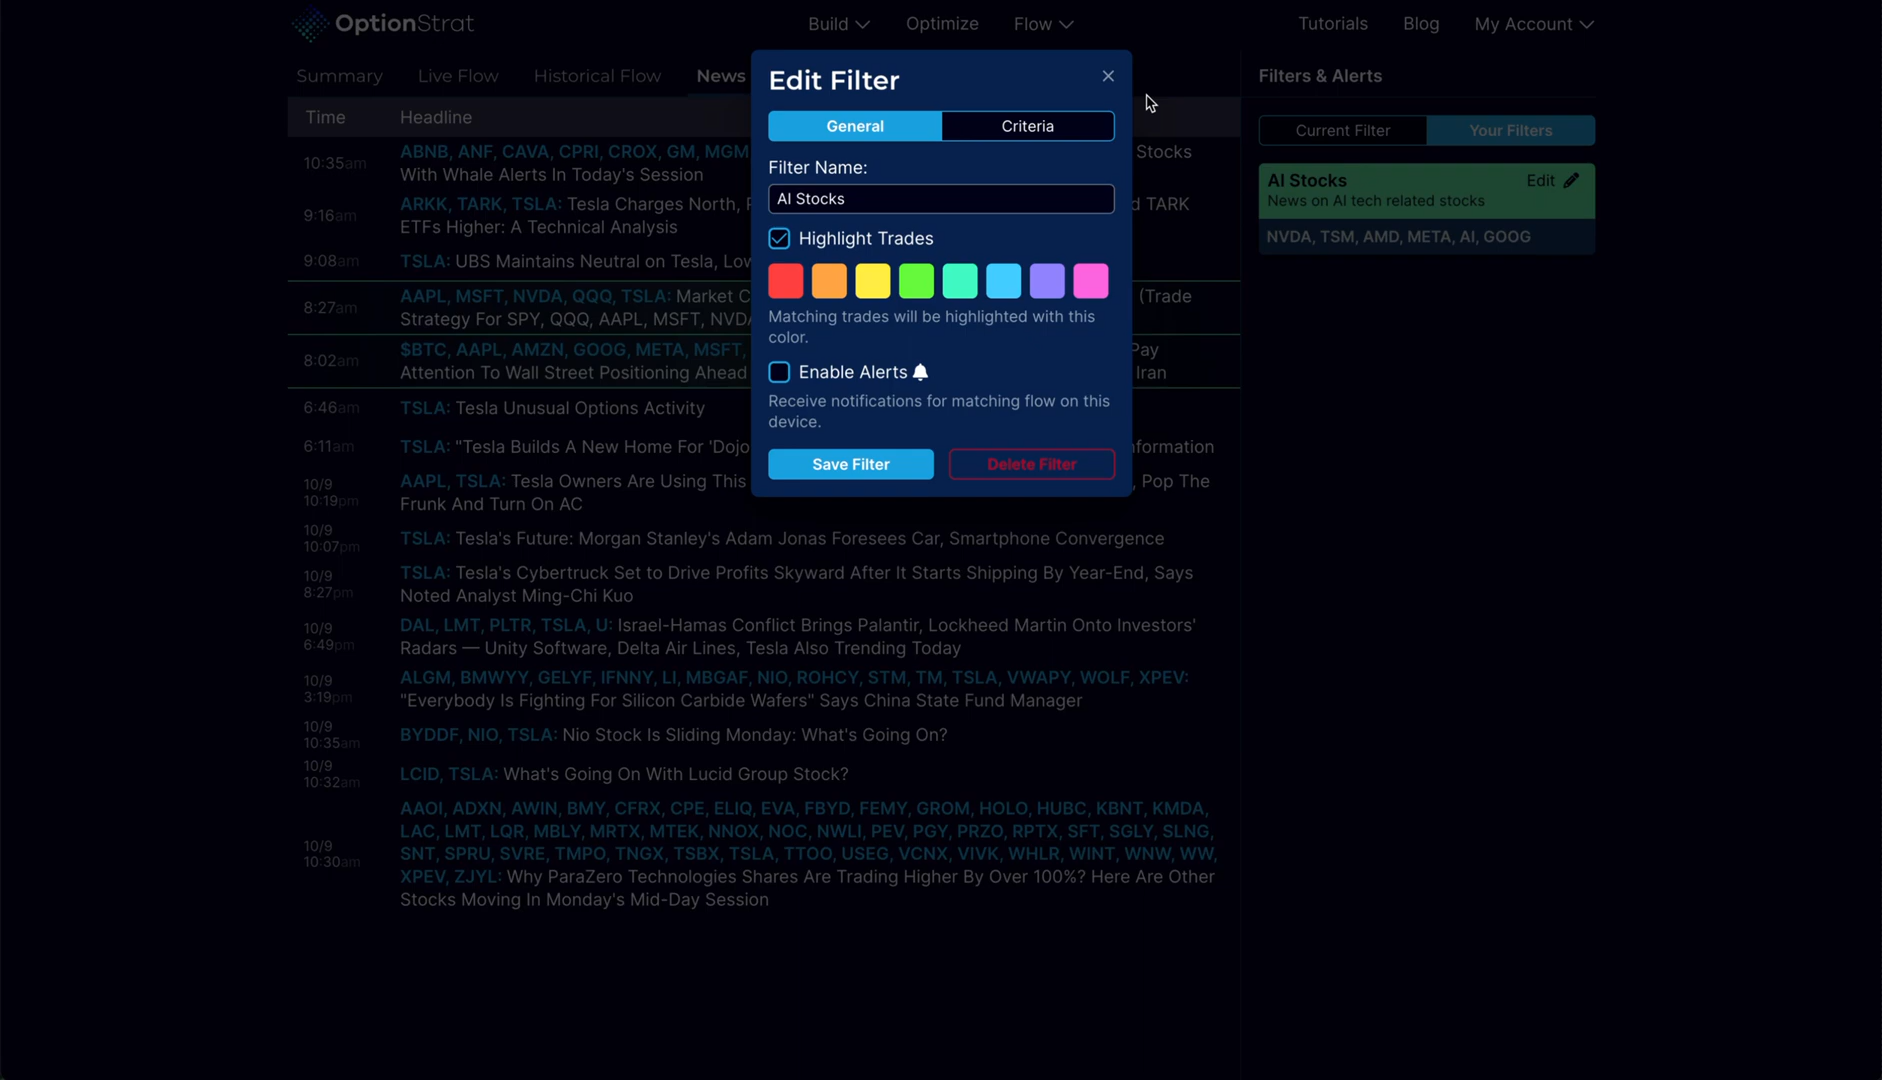 OptionStrat
Build
Optimize
Flow
Tutorials
Blog
My Account
Summary
Live Flow
Historical Flow
News
Time
Headline
10:35am
ABNB, ANF, CAVA, CPRI, CROX, GM, MGM
Stocks
With Whale Alerts In Today's Session
9:16am
ARKK, TARK, TSLA: Tesla Charges North,
TARK
ETFs Higher: A Technical Analysis
9:08am
TSLA: UBS Maintains Neutral on Tesla,
8:27am
AAPL, MSFT, NVDA, QQQ, TSLA: Market
(Trade
Strategy For SPY, QQQ, AAPL, MSFT,
8:02am
$BTC, AAPL, AMZN, GOOG, META, MSFT,
Pay
Attention To Wall Street Positioning Ahead
Iran
6:46am
TSLA: Tesla Unusual Options Activity
6:11am
TSLA: "Tesla Builds A New Home For 'Dojo
10/9
10:19pm
AAPL, TSLA: Tesla Owners Are Using This
, Pop The
Frunk And Turn On AC
10/9
10:07pm
TSLA: Tesla's Future: Morgan Stanley's Adam Jonas Foresees Car, Smartphone Convergence
10/9
8:27pm
TSLA: Tesla's Cybertruck Set to Drive Profits Skyward After It Starts Shipping By Year-End, Says
Noted Analyst Ming-Chi Kuo
10/9
6:49pm
DAL, LMT, PLTR, TSLA, U: Israel-Hamas Conflict Brings Palantir, Lockheed Martin Onto Investors'
Radars — Unity Software, Delta Air Lines, Tesla Also Trending Today
10/9
3:19pm
ALGM, BMWYY, GELYF, IFNNY, LI, MBGAF, NIO, ROHCY, STM, TM, TSLA, VWAPY, WOLF, XPEV:
"Everybody Is Fighting For Silicon Carbide Wafers" Says China State Fund Manager
10/9
10:35am
BYDDF, NIO, TSLA: Nio Stock Is Sliding Monday: What's Going On?
10/9
10:32am
LCID, TSLA: What's Going On With Lucid Group Stock?
10/9
10:30am
AAOI, ADXN, AWIN, BMY, CFRX, CPE, ELIQ, EVA, FBYD, FEMY, GROM, HOLO, HUBC, KBNT, KMDA,
LAC, LMT, LQR, MBLY, MRTX, MTEK, NNOX, NOC, NWLI, PEV, PGY, PRZO, RPTX, SFT, SGLY, SLNG,
SNT, SPRU, SVRE, TMPO, TNGX, TSBX, TSLA, TTOO, USEG, VCNX, VIVK, WHLR, WINT, WNW, WW,
XPEV, ZJYL: Why ParaZero Technologies Shares Are Trading Higher By Over 100%? Here Are Other
Stocks Moving In Monday's Mid-Day Session
Edit Filter
General
Criteria
Filter Name:
AI Stocks
Highlight Trades
Matching trades will be highlighted with this
color.
Enable Alerts
Receive notifications for matching flow on this
device.
Save Filter
Delete Filter
Filters & Alerts
Current Filter
Your Filters
AI Stocks
Edit
News on AI tech related stocks
NVDA, TSM, AMD, META, AI, GOOG